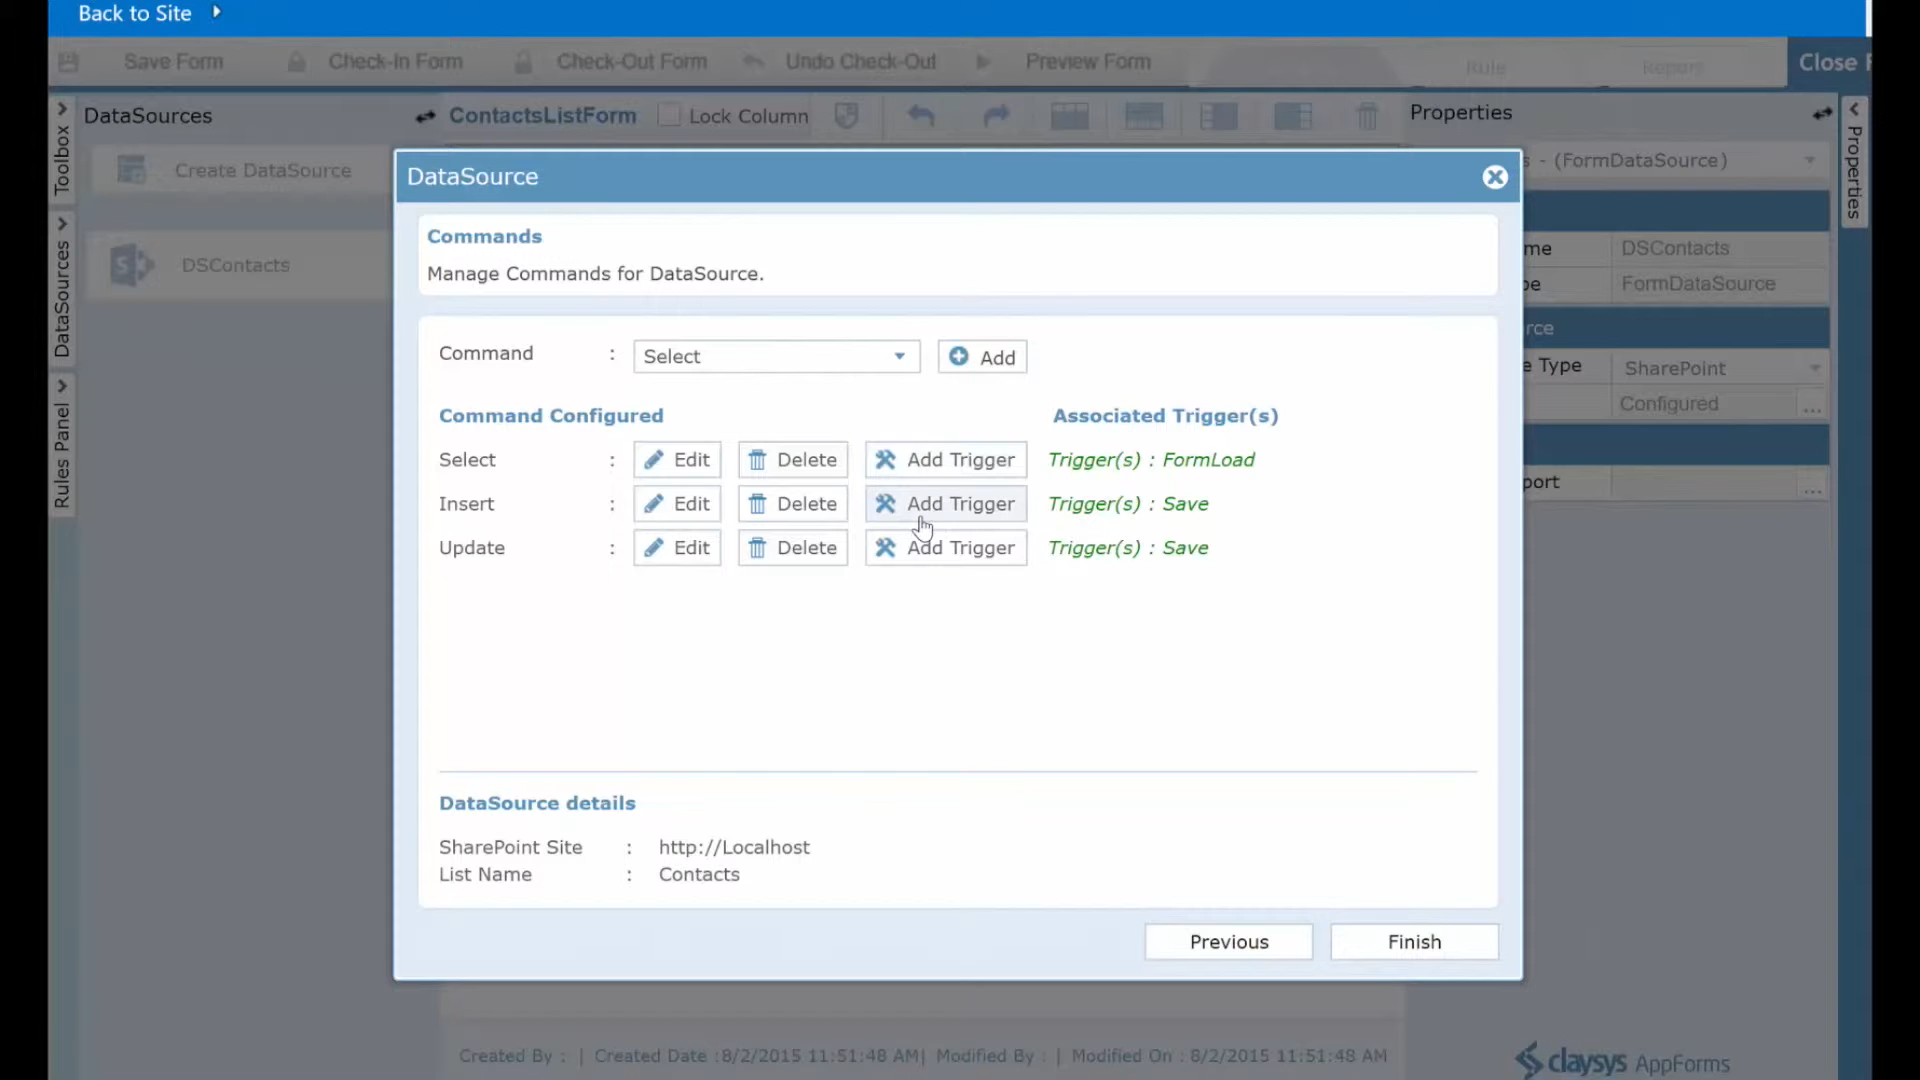 Back to Site
Save Form Check-In Form Check-Out Form Undo Check-Out Preview Form Rule Report Close
Toolbox
DataSources
Rules Panel
DataSources
Create DataSource
DSContacts
ContactsListForm Lock Column
Properties
Properties
- (FormDataSource)
DSContacts
FormDataSource
e Type SharePoint
Configured ...
...
DataSource
Commands
Manage Commands for DataSource.
Command : Select Add
Command Configured Associated Trigger(s)
Select : Edit Delete Add Trigger Trigger(s) : FormLoad
Insert : Edit Delete Add Trigger Trigger(s) : Save
Update : Edit Delete Add Trigger Trigger(s) : Save
DataSource details
SharePoint Site : http://Localhost
List Name : Contacts
Previous Finish
Created By : | Created Date :8/2/2015 11:51:48 AM| Modified By : | Modified On : 8/2/2015 11:51:48 AM
claysys AppForms